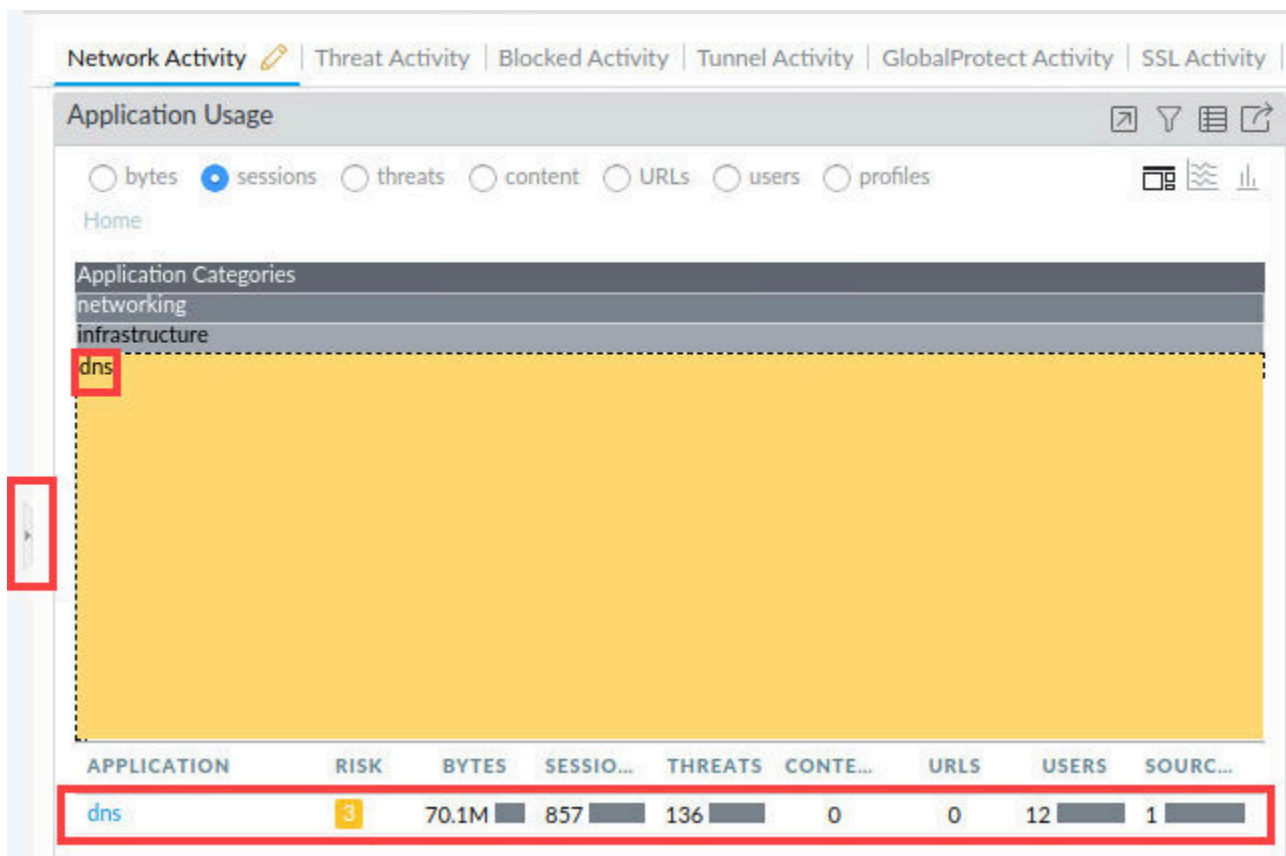 Network Activity | Threat Activity | Blocked Activity | Tunnel Activity | GlobalProtect Activity | SSL Activity |
Application Usage
bytes sessions threats content URLs users profiles
Home
Application Categories
networking
infrastructure
dns
APPLICATION RISK BYTES SESSIO... THREATS CONTE... URLS USERS SOURC...
dns 3 70.1M 857 136 0 0 12 1